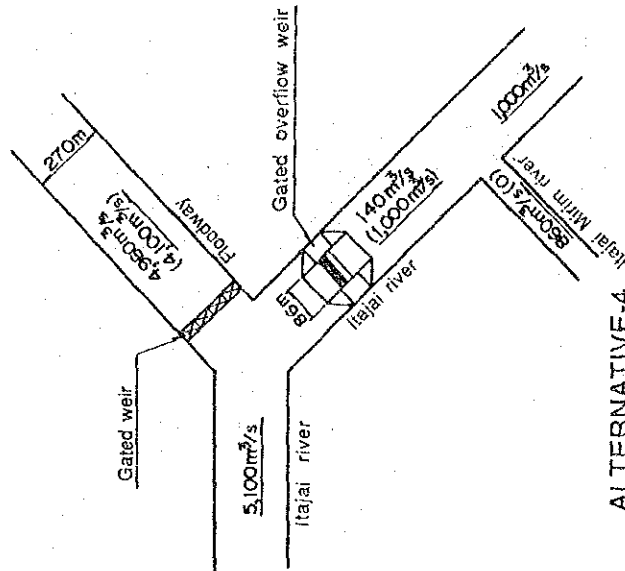 Gated weir
270m
4,960m³/s
(4,100m³/s)
Floodway
Gated overflow weir
5,100m³/s
Itajai river
86m
140m³/s
(1,000m³/s)
Itajai river
1,000m³/s
860m³/s(0)
Itajai Mirim river
ALTERNATIVE-4